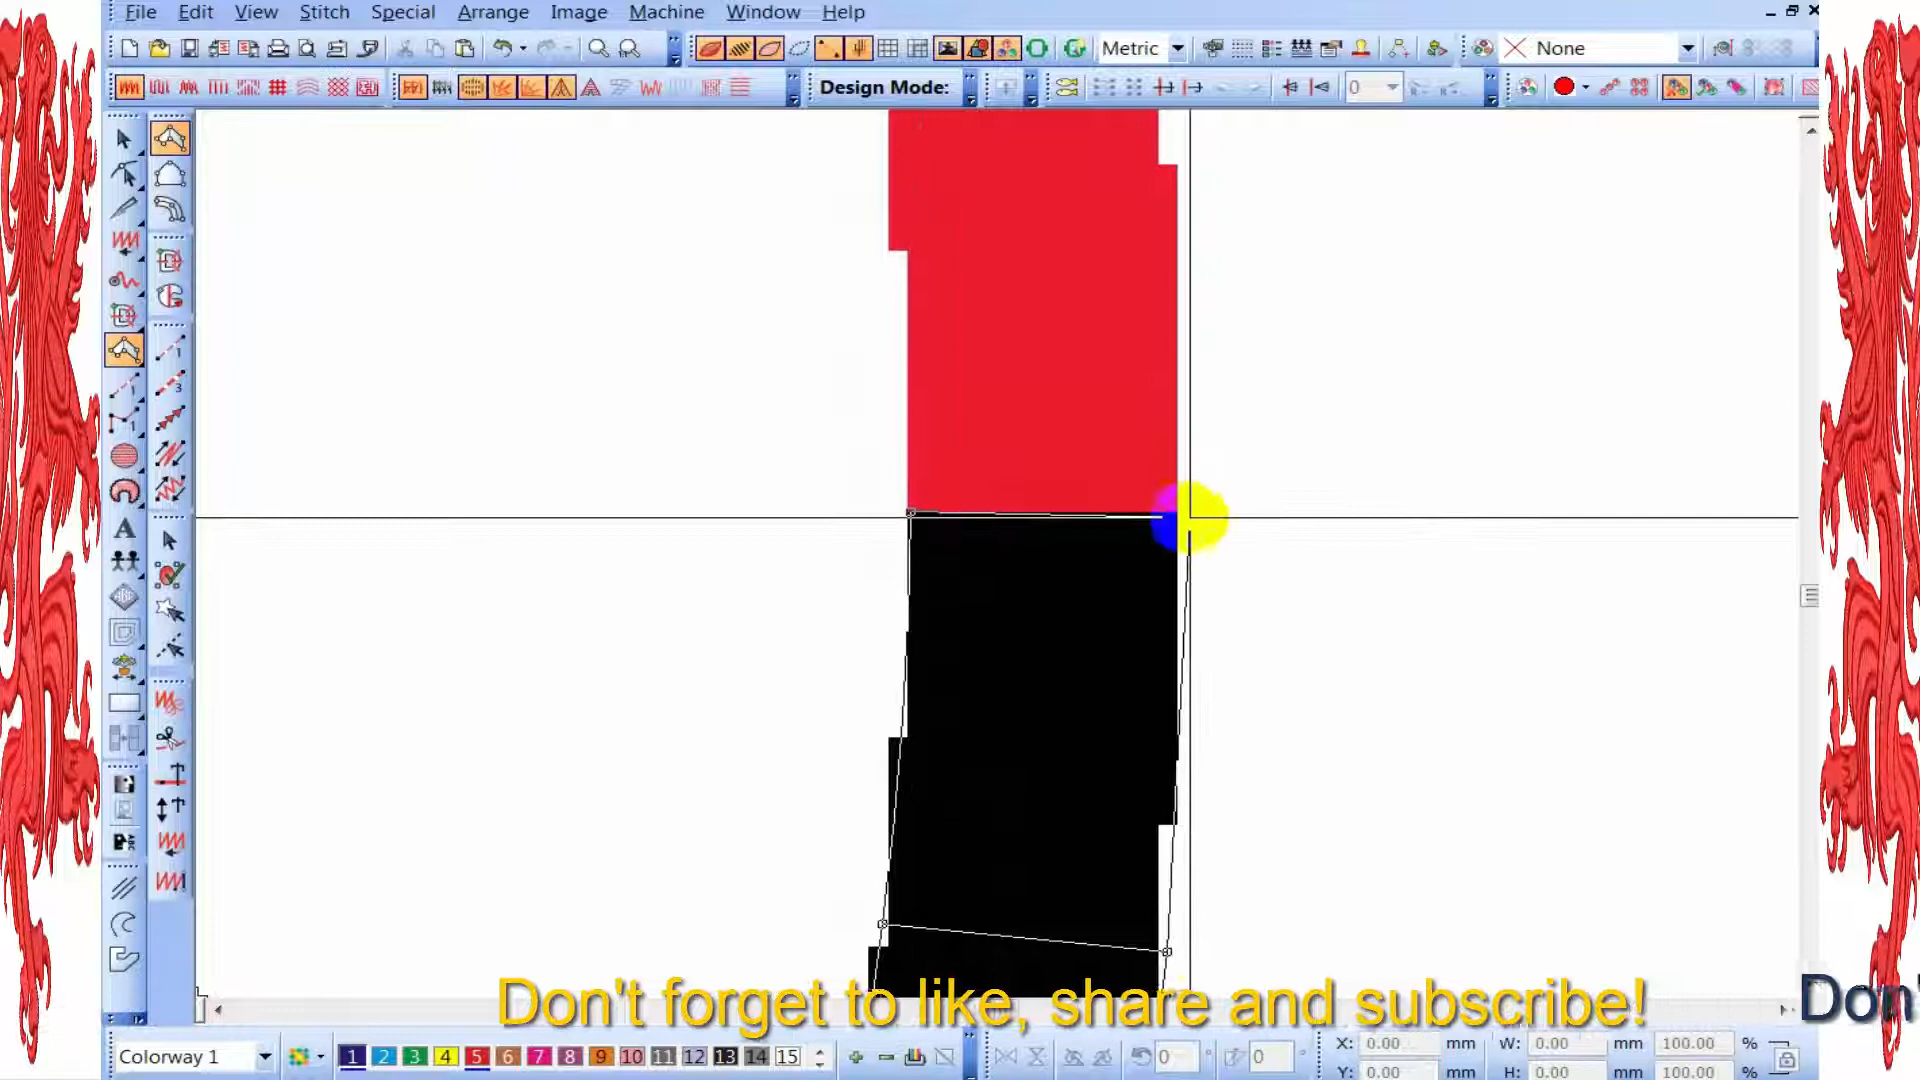 File Edit View Stitch Special Arrange Image Machine Window Help
Metric None
Design Mode: 0
Don't forget to like, share and subscribe! Don'
Colorway 1 1 2 3 4 5 6 7 8 9 10 11 12 13 14 15 0 0
X: 0.00 mm W: 0.00 mm 100.00 %
Y: 0.00 mm H: 0.00 mm 100.00 %